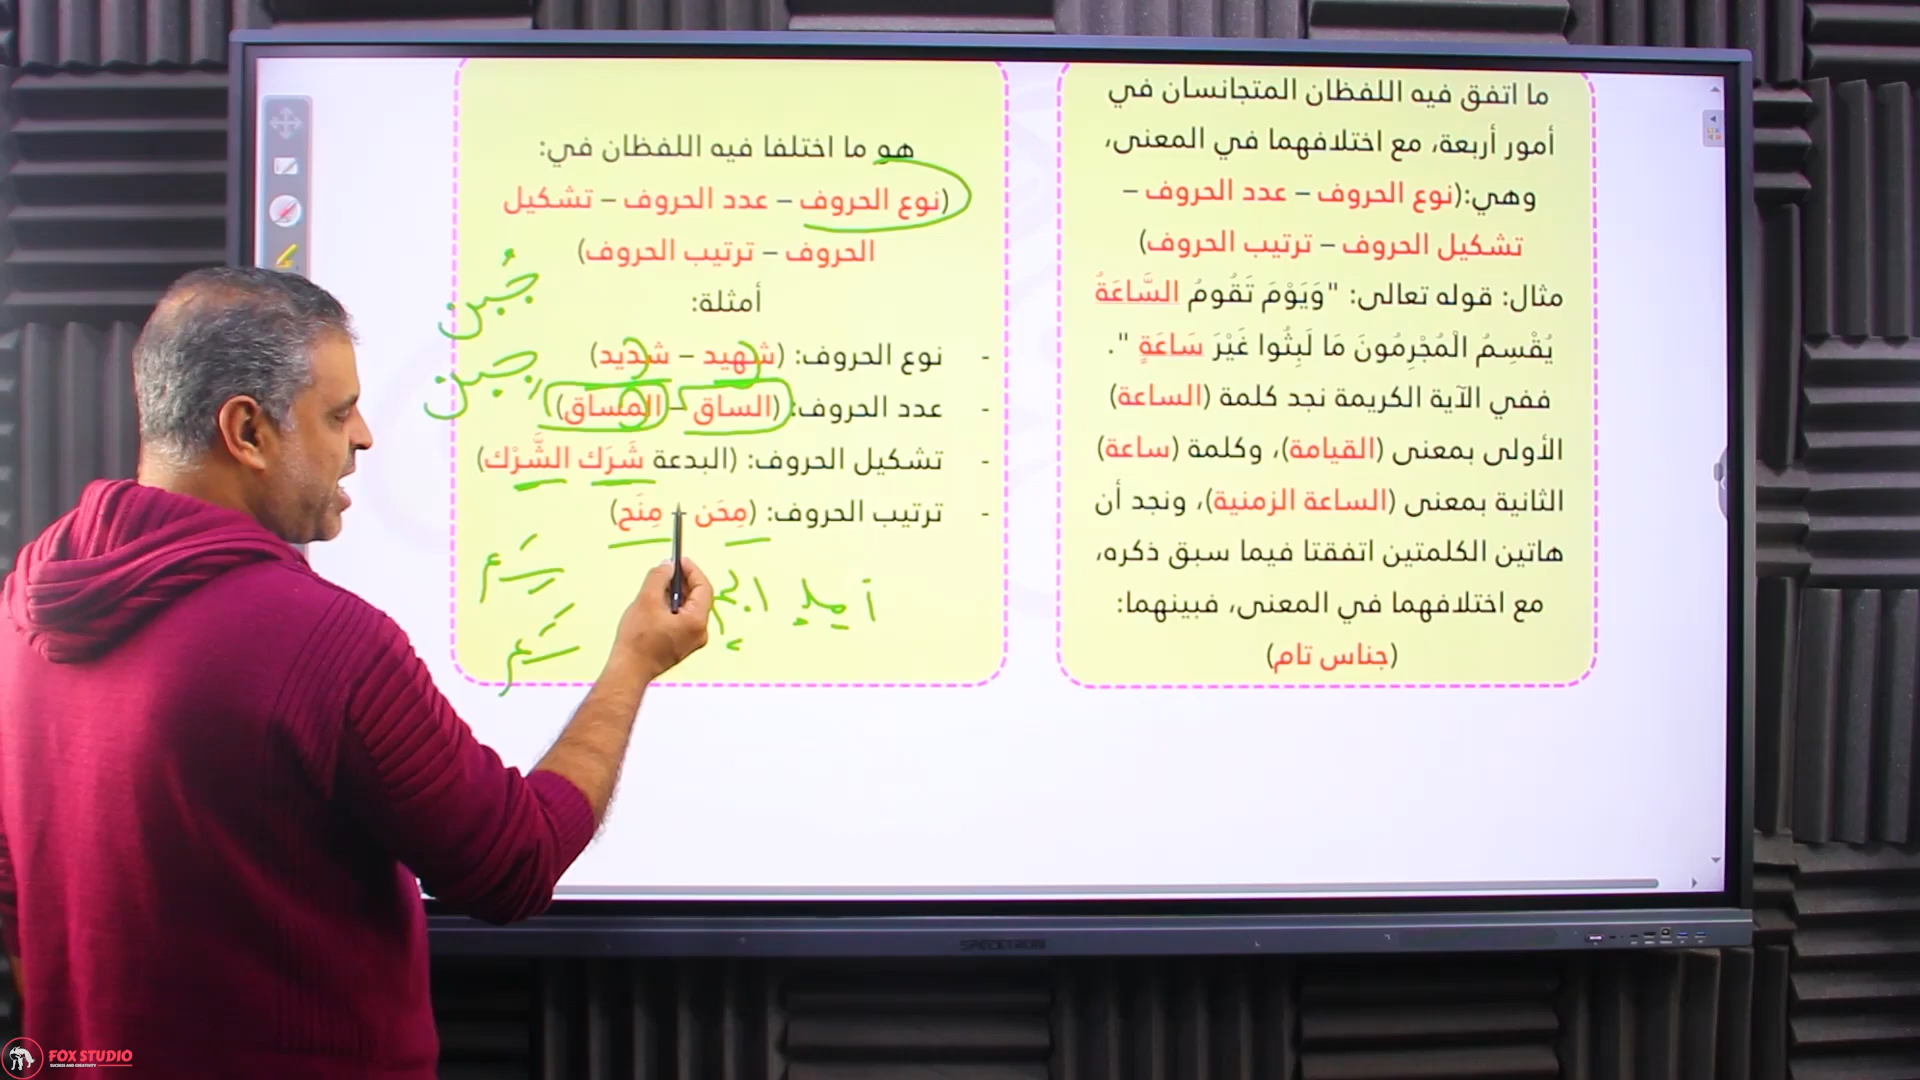 ما اتفق فيه اللفظان المتجانسان في
أمور أربعة، مع اختلافهما في المعنى،
وهي:(نوع الحروف – عدد الحروف –
تشكيل الحروف – ترتيب الحروف)
مثال: قوله تعالى: "وَيَوْمَ تَقُومُ السَّاعَةُ
يُقْسِمُ الْمُجْرِمُونَ مَا لَبِثُوا غَيْرَ سَاعَةٍ ".
ففي الآية الكريمة نجد كلمة (الساعة)
الأولى بمعنى (القيامة)، وكلمة (ساعة)
الثانية بمعنى (الساعة الزمنية)، ونجد أن
هاتين الكلمتين اتفقتا فيما سبق ذكره،
مع اختلافهما في المعنى، فبينهما:
(جناس تام)
هو ما اختلفا فيه اللفظان في:
(نوع الحروف – عدد الحروف – تشكيل
الحروف – ترتيب الحروف)
أمثلة:
- نوع الحروف: (شهيد – شديد)
- عدد الحروف: (الساق – المساق)
- تشكيل الحروف: (البدعة شَرَك الشَّرْك)
- ترتيب الحروف: (مِحَن – مِنَح)
جُبن
جبن
SPECTRON
FOX STUDIO
SUCCESS AND CREATIVITY